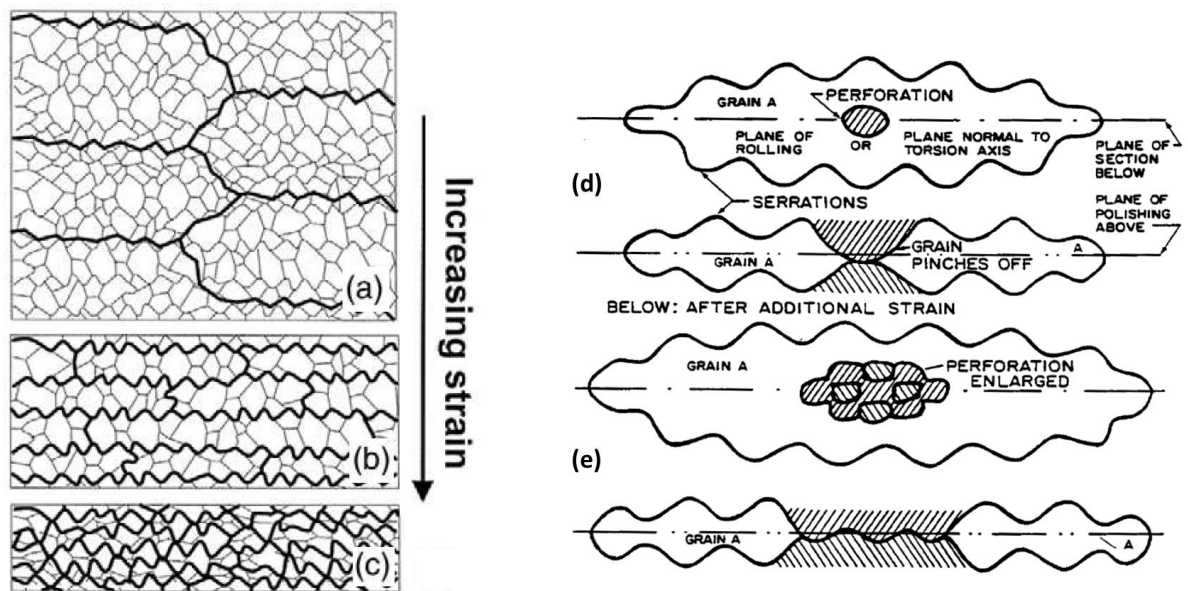 (a)
(b)
(c)
Increasing strain
(d)
GRAIN A
PERFORATION
PLANE OF
ROLLING
OR
PLANE NORMAL TO
TORSION AXIS
PLANE OF
SECTION
BELOW
SERRATIONS
PLANE OF
POLISHING
ABOVE
GRAIN A
GRAIN
PINCHES OFF
A
BELOW: AFTER ADDITIONAL STRAIN
GRAIN A
PERFORATION
ENLARGED
(e)
GRAIN A
A